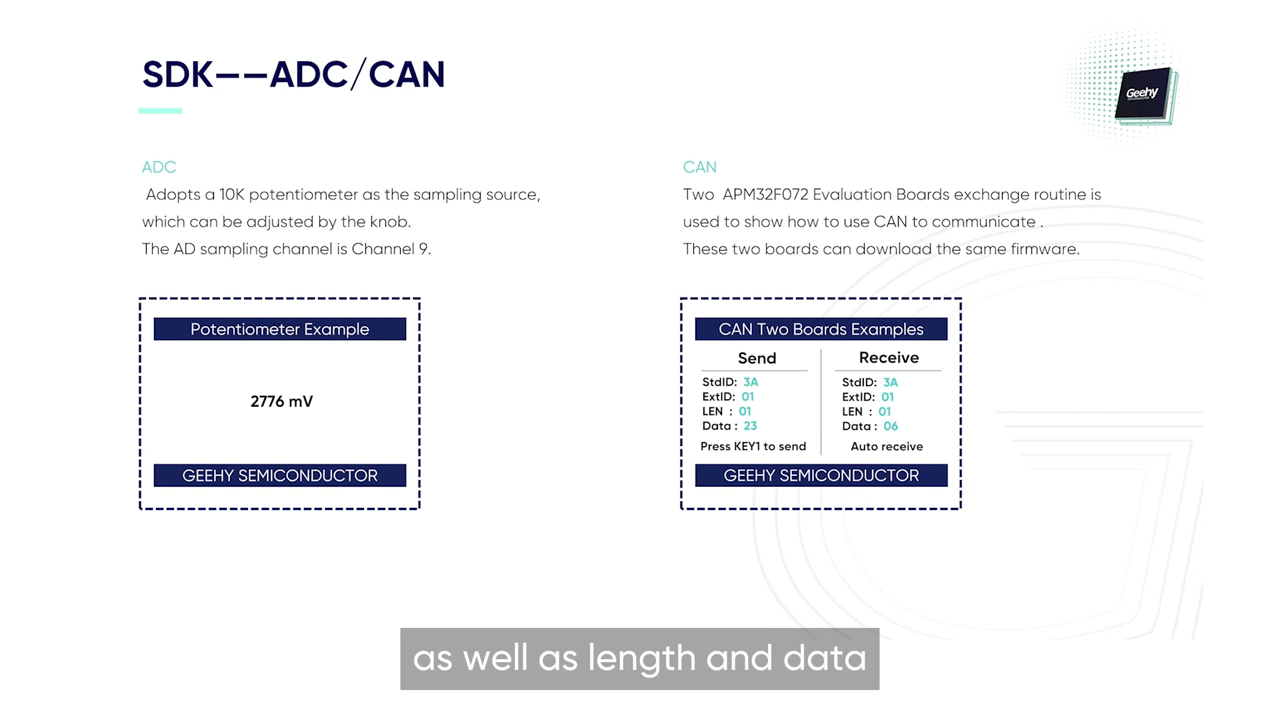 SDK——ADC/CAN
Geehy
ADC
Adopts a 10K potentiometer as the sampling source,
which can be adjusted by the knob.
The AD sampling channel is Channel 9.
CAN
Two APM32F072 Evaluation Boards exchange routine is
used to show how to use CAN to communicate .
These two boards can download the same firmware.
Potentiometer Example
2776 mV
GEEHY SEMICONDUCTOR
CAN Two Boards Examples
Send
StdID: 3A
ExtID: 01
LEN : 01
Data : 23
Press KEY1 to send
Receive
StdID: 3A
ExtID: 01
LEN : 01
Data : 06
Auto receive
GEEHY SEMICONDUCTOR
as well as length and data